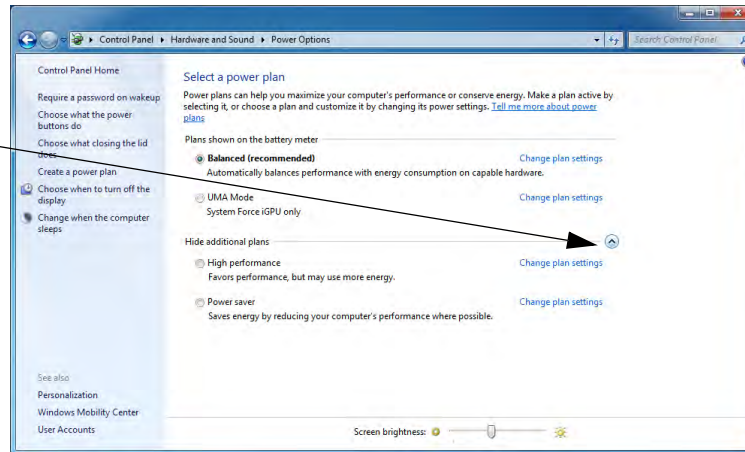 Control Panel ▸ Hardware and Sound ▸ Power Options
Search Control Panel
Control Panel Home
Require a password on wakeup
Choose what the power
buttons do
Choose what closing the lid
does
Create a power plan
Choose when to turn off the
display
Change when the computer
sleeps
See also
Personalization
Windows Mobility Center
User Accounts
Select a power plan
Power plans can help you maximize your computer's performance or conserve energy. Make a plan active by
selecting it, or choose a plan and customize it by changing its power settings. Tell me more about power
plans
Plans shown on the battery meter
Balanced (recommended) Change plan settings
Automatically balances performance with energy consumption on capable hardware.
UMA Mode Change plan settings
System Force iGPU only
Hide additional plans
High performance Change plan settings
Favors performance, but may use more energy.
Power saver Change plan settings
Saves energy by reducing your computer's performance where possible.
Screen brightness: